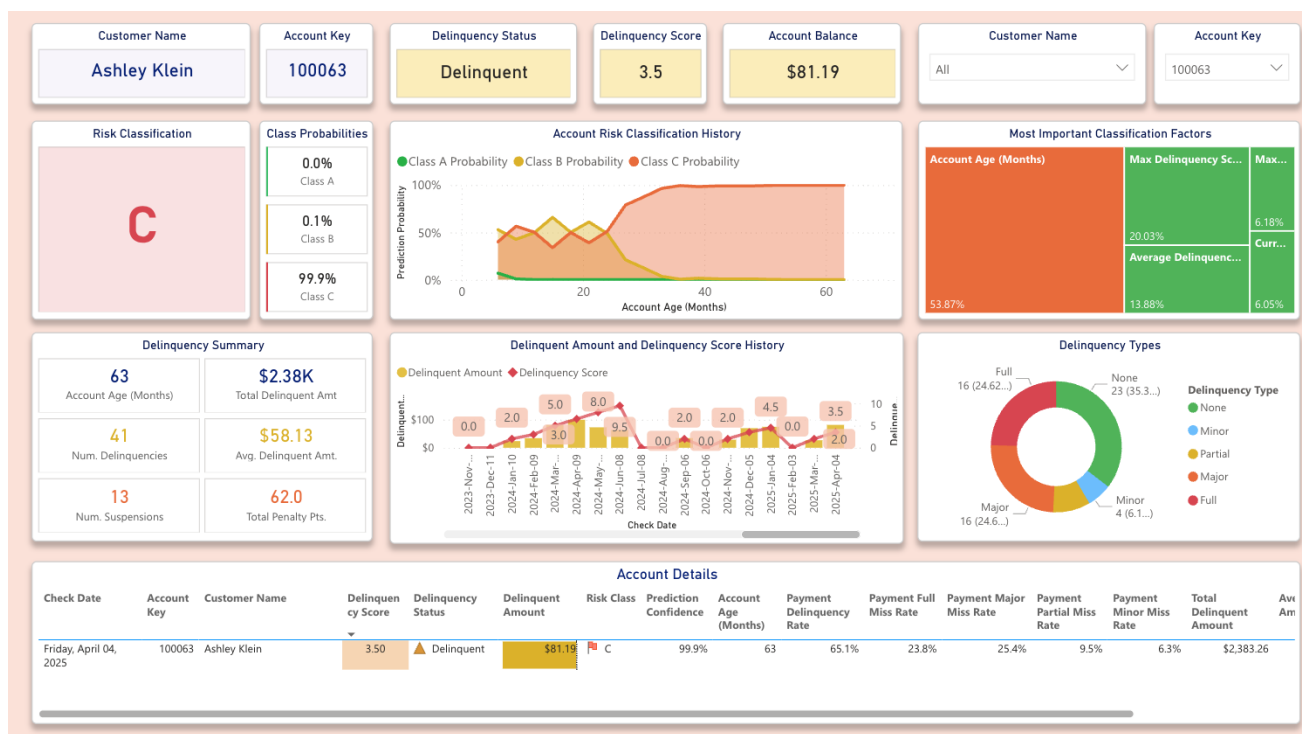 Customer Name
Ashley Klein
Account Key
100063
Delinquency Status
Delinquent
Delinquency Score
3.5
Account Balance
$81.19
Customer Name
All
Account Key
100063
Risk Classification
C
Class Probabilities
0.0%
Class A
0.1%
Class B
99.9%
Class C
Account Risk Classification History
Class A Probability Class B Probability Class C Probability
Prediction Probability
100%
50%
0%
0 20 40 60
Account Age (Months)
Most Important Classification Factors
Account Age (Months)
53.87%
Max Delinquency Sc...
20.03%
Average Delinquenc...
13.88%
Max...
6.18%
Curr...
6.05%
Delinquency Summary
63
Account Age (Months)
$2.38K
Total Delinquent Amt
41
Num. Delinquencies
$58.13
Avg. Delinquent Amt.
13
Num. Suspensions
62.0
Total Penalty Pts.
Delinquent Amount and Delinquency Score History
Delinquent Amount Delinquency Score
Delinquent...
$100
$0
0.0 2.0 5.0 3.0 8.0 9.5 0.0 2.0 0.0 2.0 4.5 0.0 3.5 2.0
10
5
0
Delinque
2023-Nov-...
2023-Dec-11
2024-Jan-10
2024-Feb-09
2024-Mar-...
2024-Apr-09
2024-May-...
2024-Jun-08
2024-Jul-08
2024-Aug-...
2024-Sep-06
2024-Oct-06
2024-Nov-...
2024-Dec-05
2025-Jan-04
2025-Feb-03
2025-Mar-...
2025-Apr-04
Check Date
Delinquency Types
Full
16 (24.62...)
None
23 (35.3...)
Major
16 (24.6...)
Minor
4 (6.1...)
Delinquency Type
None
Minor
Partial
Major
Full
Account Details
Check Date Account Key Customer Name Delinquen cy Score Delinquency Status Delinquent Amount Risk Class Prediction Confidence Account Age (Months) Payment Delinquency Rate Payment Full Miss Rate Payment Major Miss Rate Payment Partial Miss Rate Payment Minor Miss Rate Total Delinquent Amount Ave Am
Friday, April 04, 2025 100063 Ashley Klein 3.50 Delinquent $81.19 C 99.9% 63 65.1% 23.8% 25.4% 9.5% 6.3% $2,383.26